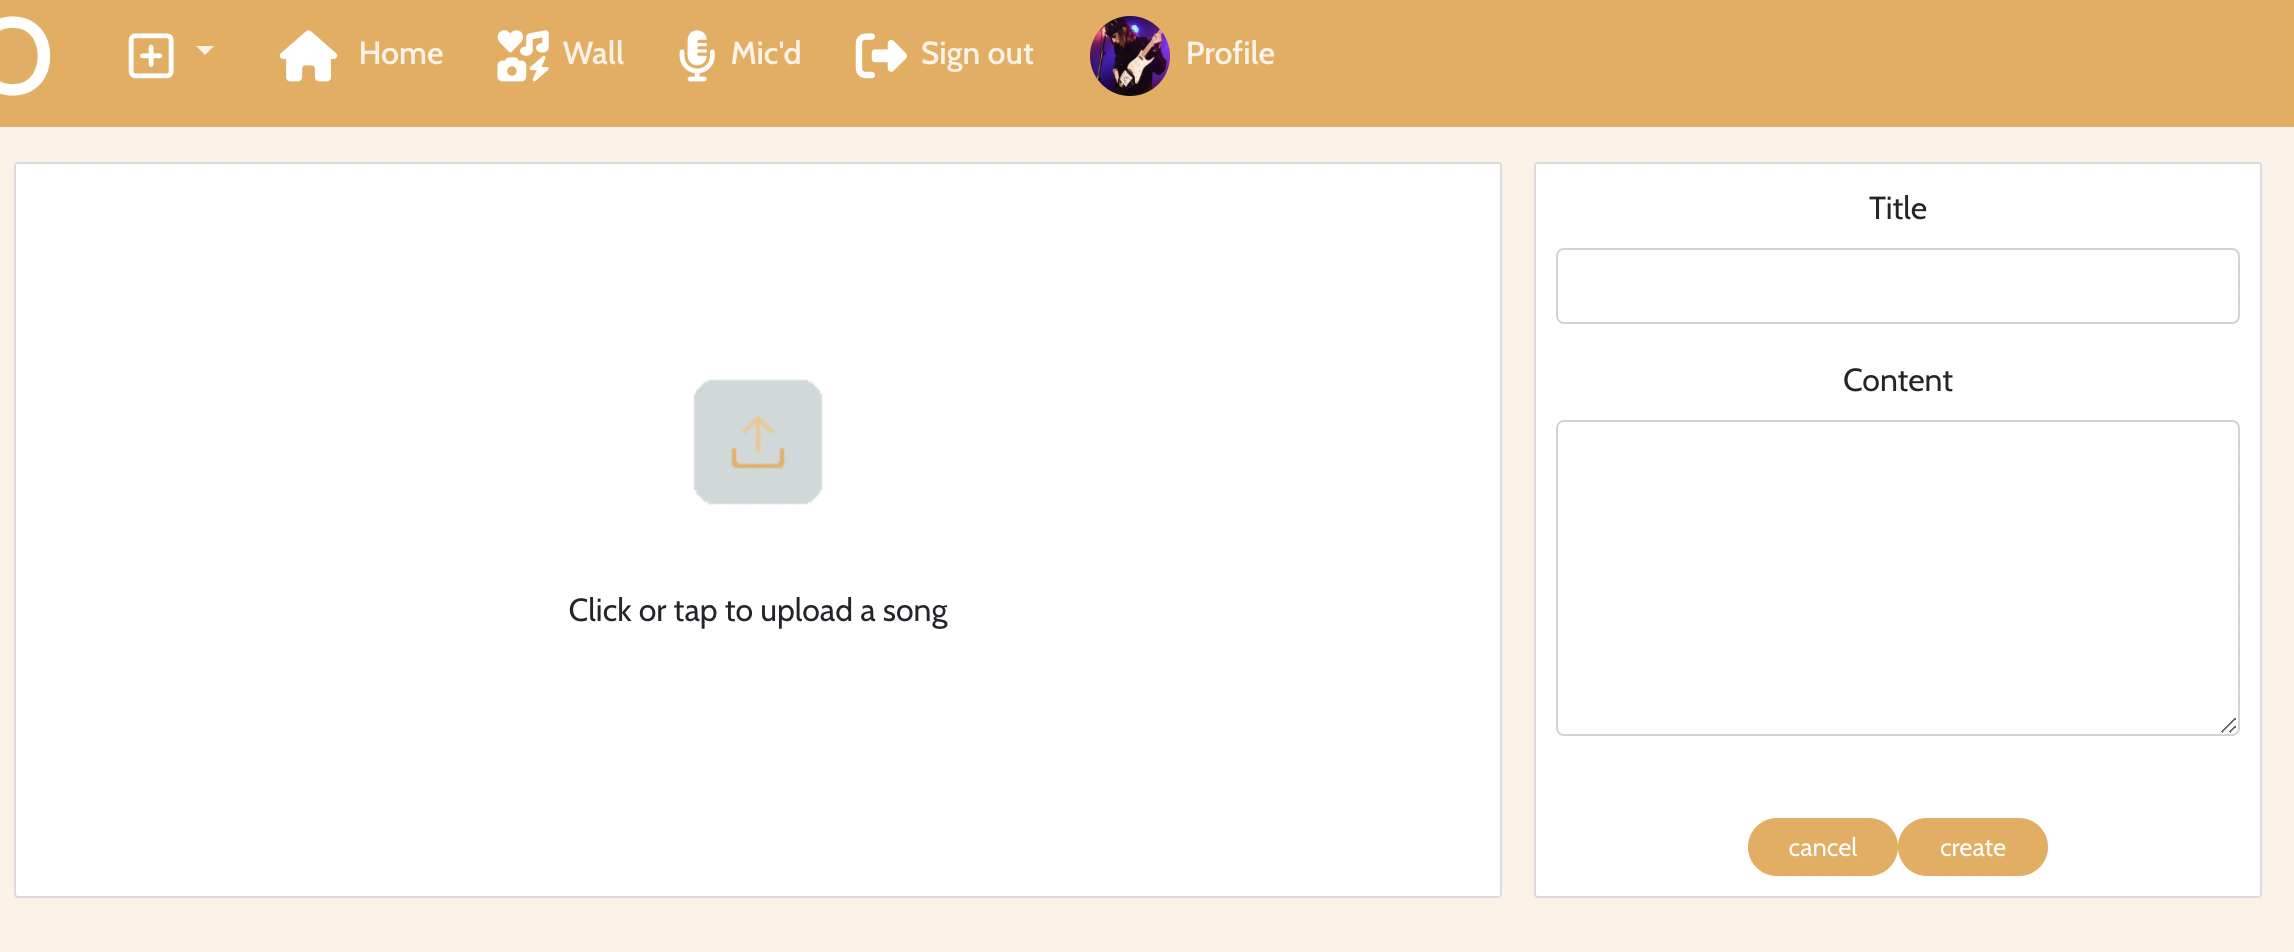 O
Home
Wall
Mic'd
Sign out
Profile
Click or tap to upload a song
Title
Content
cancel
create